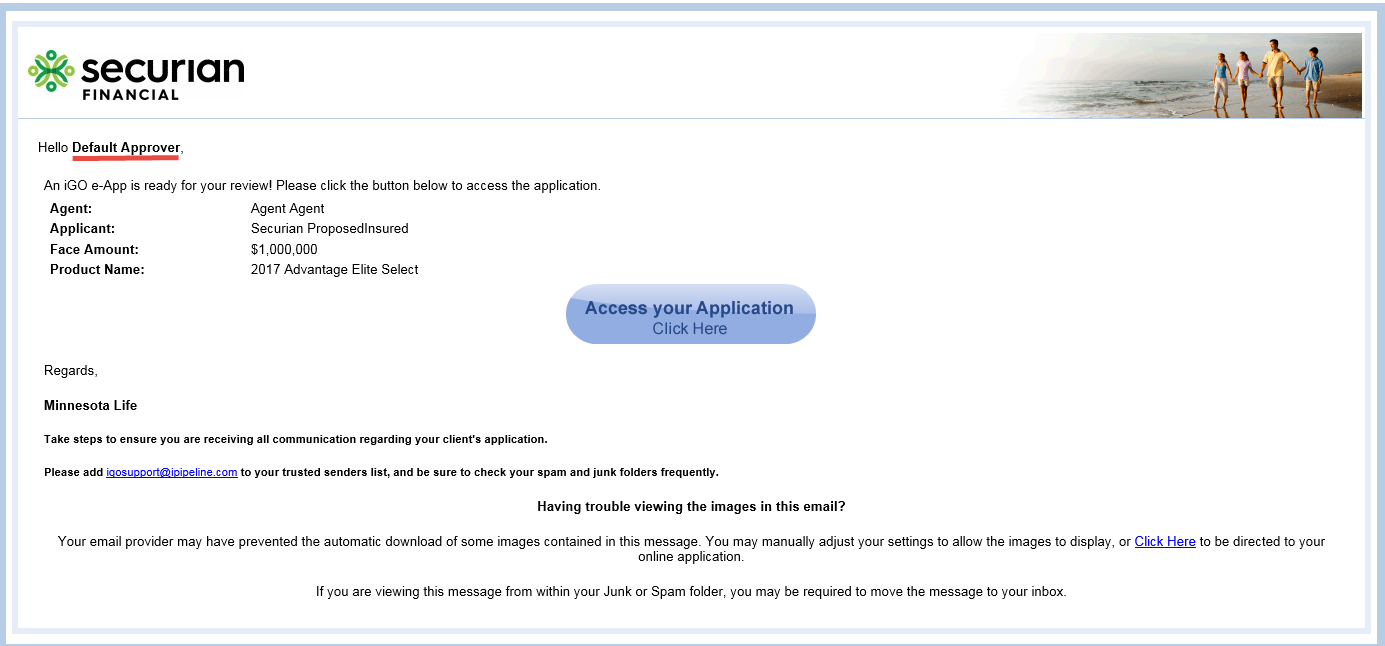 securian
FINANCIAL
Hello Default Approver,
An iGO e-App is ready for your review! Please click the button below to access the application.
Agent: Agent Agent
Applicant: Securian ProposedInsured
Face Amount: $1,000,000
Product Name: 2017 Advantage Elite Select
Access your Application
Click Here
Regards,
Minnesota Life
Take steps to ensure you are receiving all communication regarding your client's application.
Please add igosupport@ipipeline.com to your trusted senders list, and be sure to check your spam and junk folders frequently.
Having trouble viewing the images in this email?
Your email provider may have prevented the automatic download of some images contained in this message. You may manually adjust your settings to allow the images to display, or Click Here to be directed to your
online application.
If you are viewing this message from within your Junk or Spam folder, you may be required to move the message to your inbox.